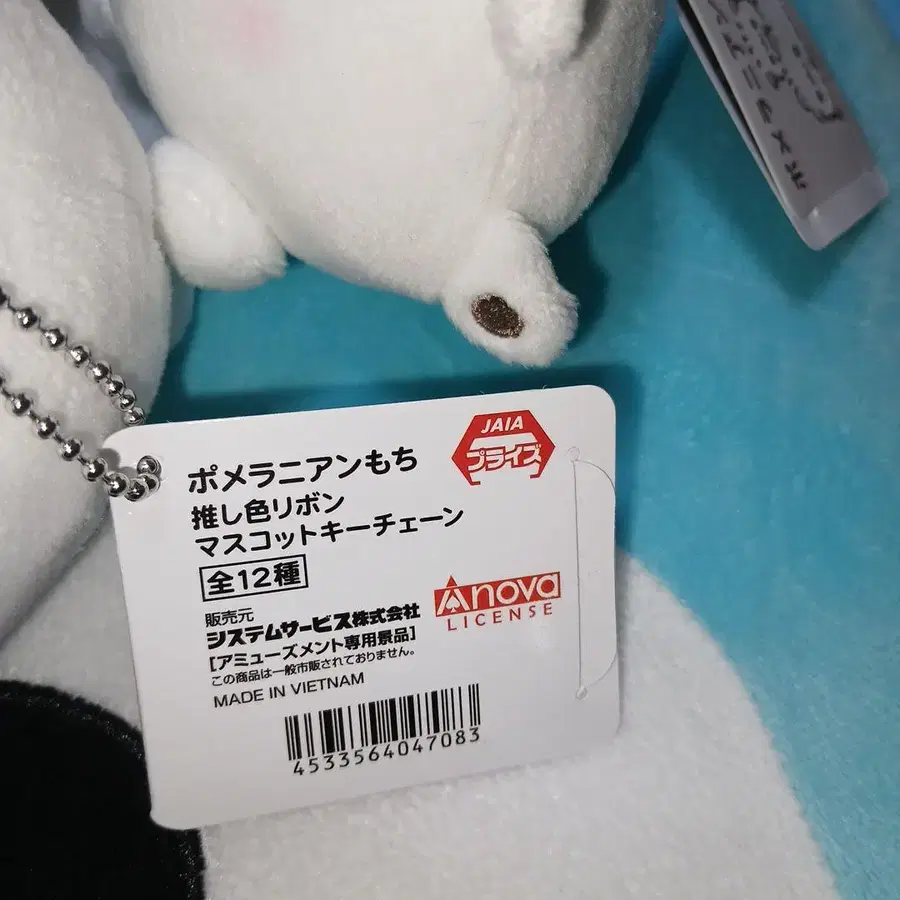 ポメラニアンもち
推し色リボン
マスコットキーチェーン
全12種
JAIA
プライズ
販売元
システムサービス株式会社
[アミューズメント専用景品]
この商品は一般市販されておりません。
MADE IN VIETNAM
Anova
LICENSE
4533564047083